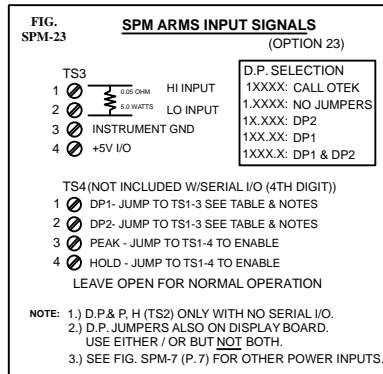 FIG.
SPM-23
SPM ARMS INPUT SIGNALS
(OPTION 23)
TS3
1 0.05 OHM HI INPUT
2 5.0 WATTS LO INPUT
3 INSTRUMENT GND
4 +5V I/O
D.P. SELECTION
1XXXX: CALL OTEK
1.XXXX: NO JUMPERS
1X.XXX: DP2
1XX.XX: DP1
1XXX.X: DP1 & DP2
TS4 (NOT INCLUDED W/SERIAL I/O (4TH DIGIT))
1 DP1- JUMP TO TS1-3 SEE TABLE & NOTES
2 DP2- JUMP TO TS1-3 SEE TABLE & NOTES
3 PEAK - JUMP TO TS1-4 TO ENABLE
4 HOLD - JUMP TO TS1-4 TO ENABLE
LEAVE OPEN FOR NORMAL OPERATION
NOTE: 1.) D.P.& P, H (TS2) ONLY WITH NO SERIAL I/O.
2.) D.P. JUMPERS ALSO ON DISPLAY BOARD.
USE EITHER / OR BUT NOT BOTH.
3.) SEE FIG. SPM-7 (P. 7) FOR OTHER POWER INPUTS.